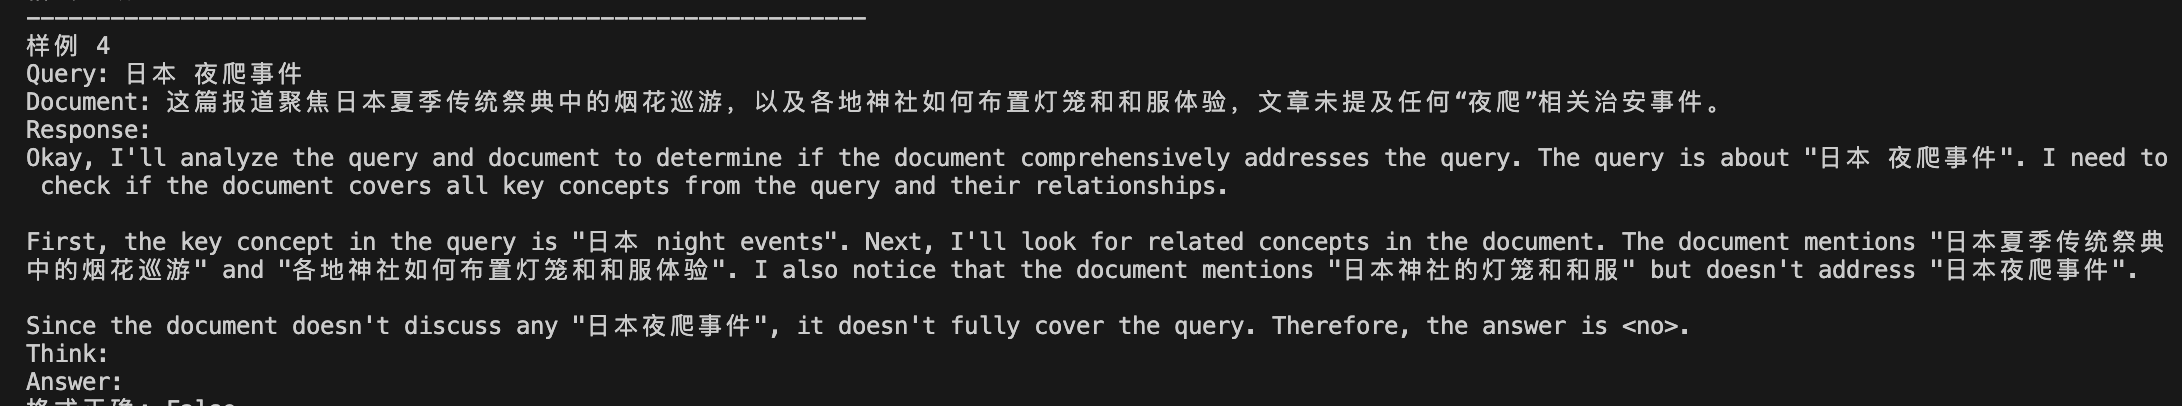 ------------------------------------------------------------
样例 4
Query: 日本 夜爬事件
Document: 这篇报道聚焦日本夏季传统祭典中的烟花巡游，以及各地神社如何布置灯笼和和服体验，文章未提及任何“夜爬”相关治安事件。
Response:
Okay, I'll analyze the query and document to determine if the document comprehensively addresses the query. The query is about "日本 夜爬事件". I need to
check if the document covers all key concepts from the query and their relationships.
First, the key concept in the query is "日本 night events". Next, I'll look for related concepts in the document. The document mentions "日本夏季传统祭典
中的烟花巡游" and "各地神社如何布置灯笼和和服体验". I also notice that the document mentions "日本神社的灯笼和和服" but doesn't address "日本夜爬事件".
Since the document doesn't discuss any "日本夜爬事件", it doesn't fully cover the query. Therefore, the answer is <no>.
Think:
Answer:
格式正确: False